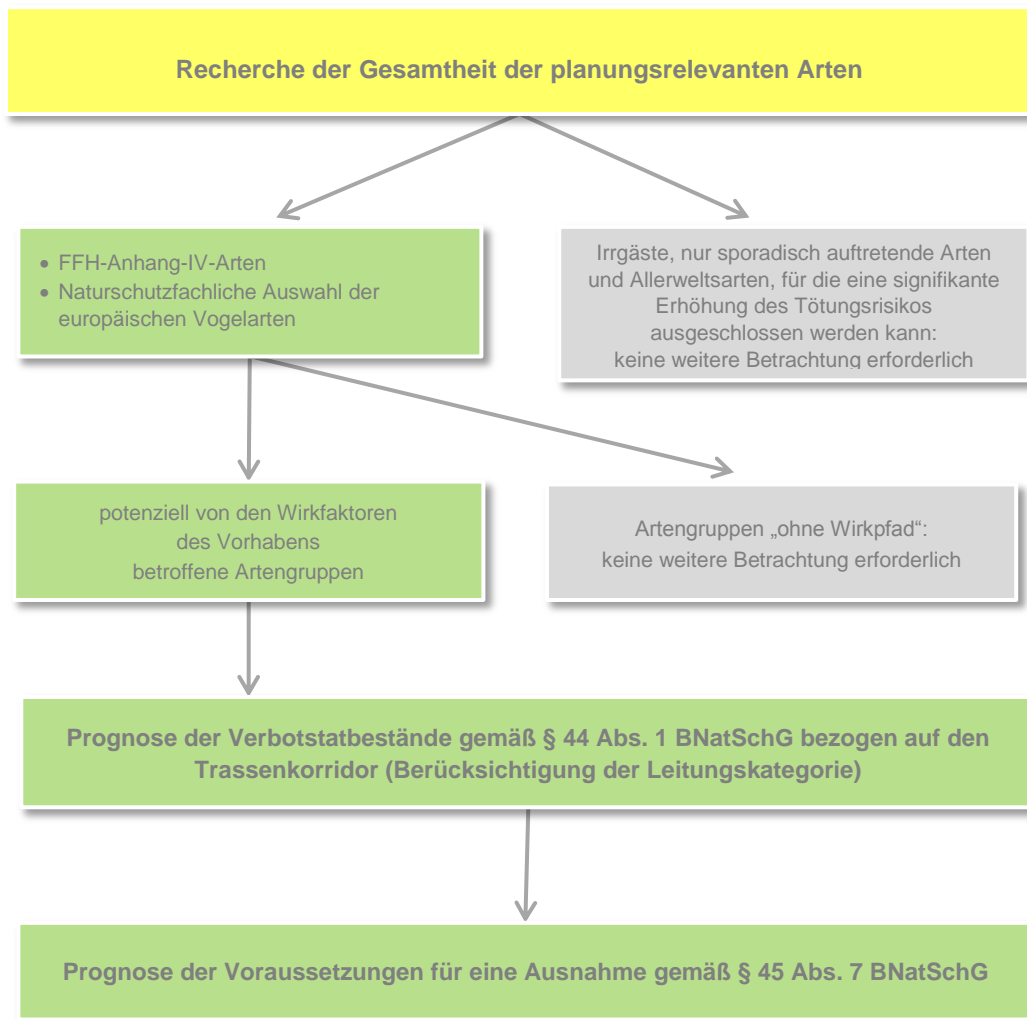 Recherche der Gesamtheit der planungsrelevanten Arten
• FFH-Anhang-IV-Arten
• Naturschutzfachliche Auswahl der
europäischen Vogelarten
Irrgäste, nur sporadisch auftretende Arten
und Allerweltsarten, für die eine signifikante
Erhöhung des Tötungsrisikos
ausgeschlossen werden kann:
keine weitere Betrachtung erforderlich
potenziell von den Wirkfaktoren
des Vorhabens
betroffene Artengruppen
Artengruppen „ohne Wirkpfad“:
keine weitere Betrachtung erforderlich
Prognose der Verbotstatbestände gemäß § 44 Abs. 1 BNatSchG bezogen auf den
Trassenkorridor (Berücksichtigung der Leitungskategorie)
Prognose der Voraussetzungen für eine Ausnahme gemäß § 45 Abs. 7 BNatSchG